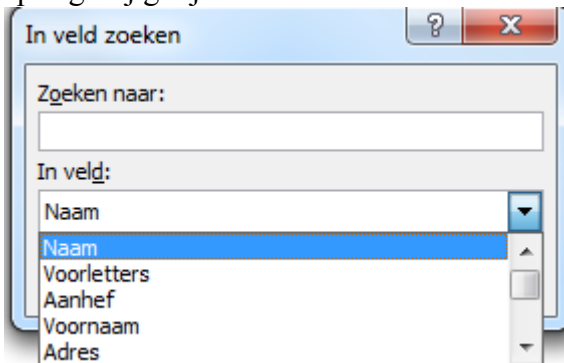 In veld zoeken
Zoeken naar:
In veld:
Naam
Naam
Voorletters
Aanhef
Voornaam
Adres